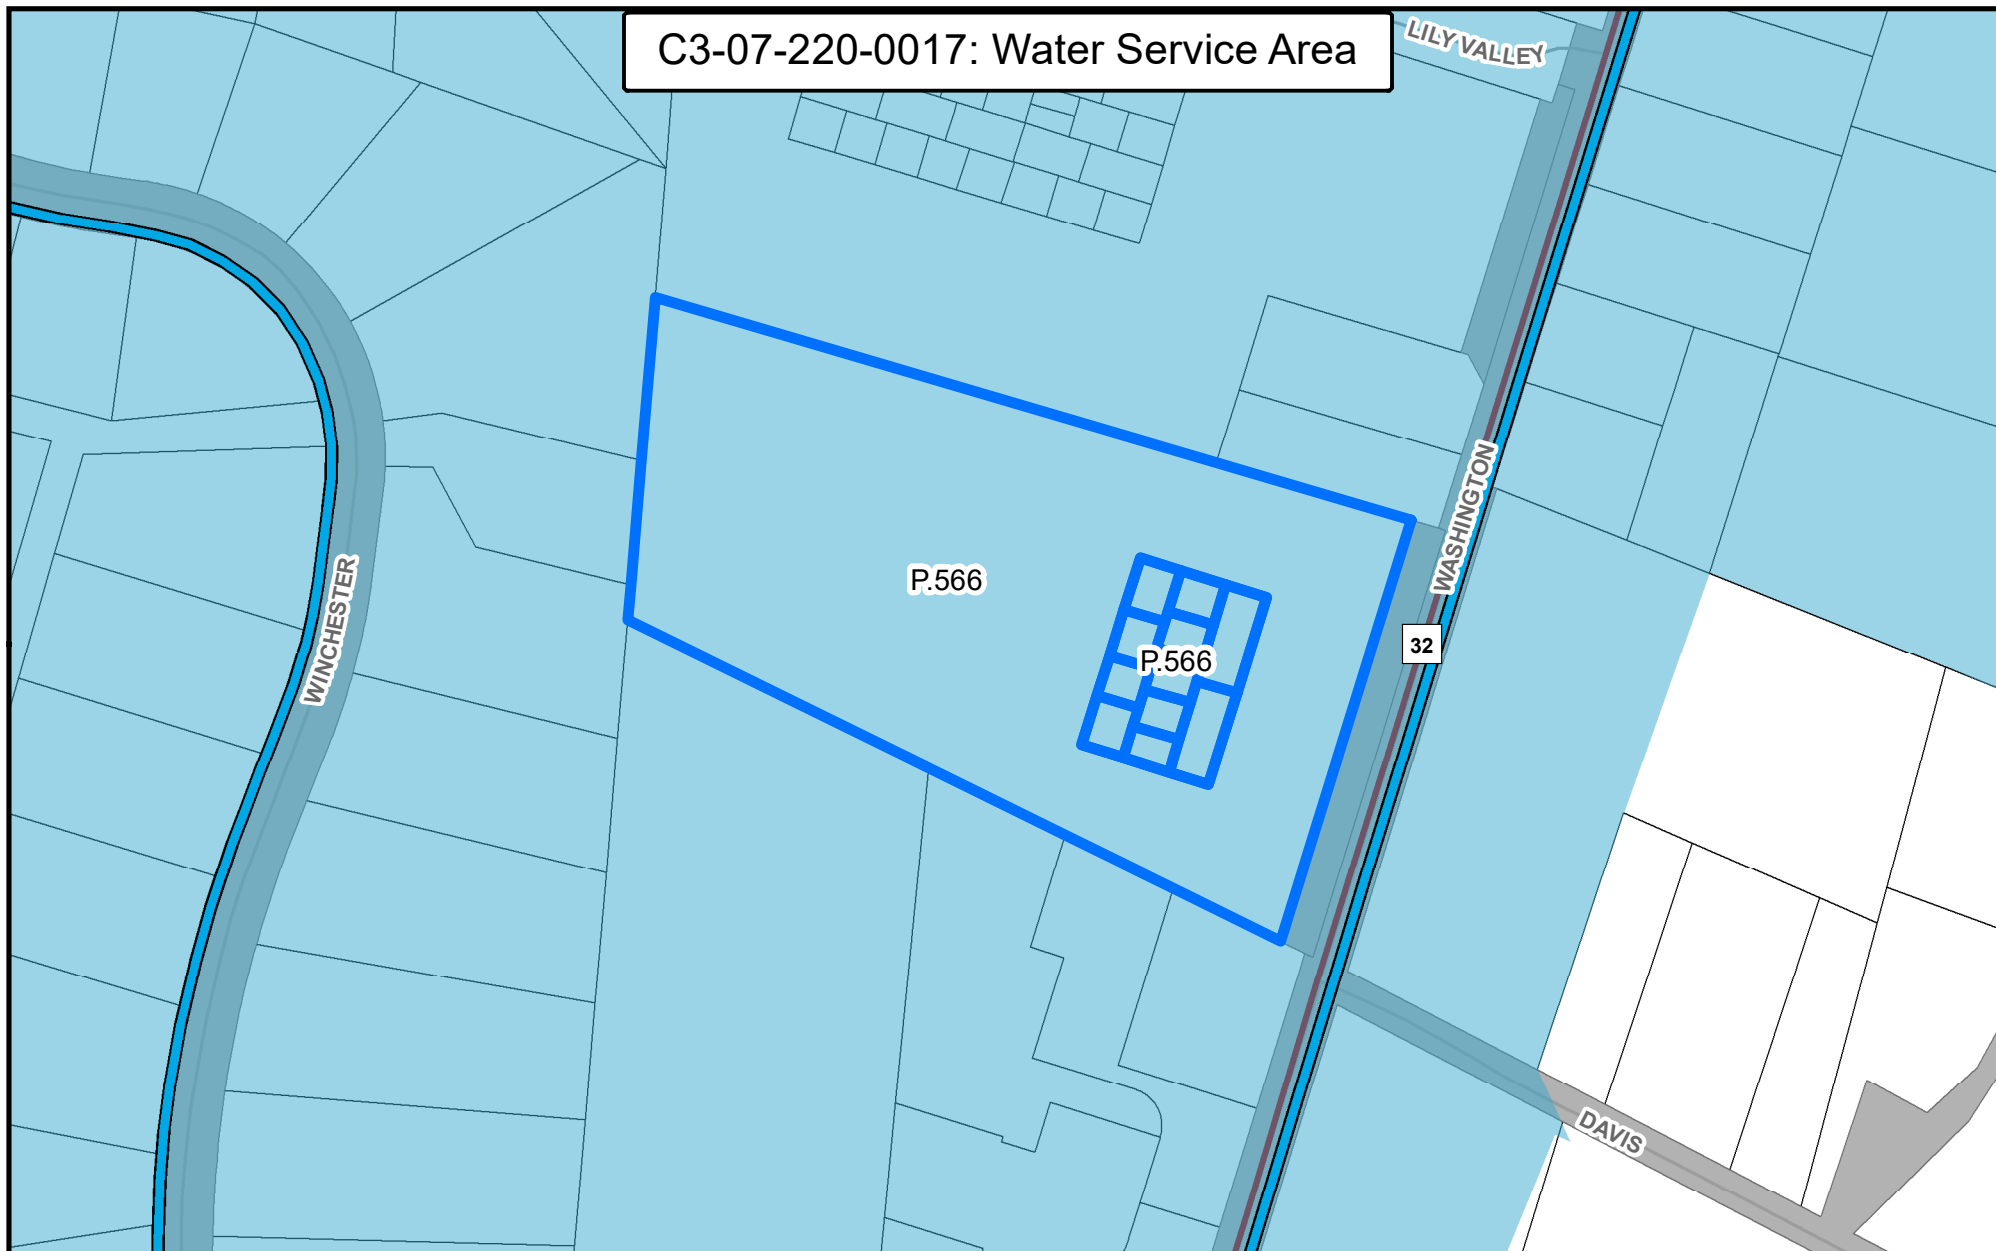 C3-07-220-0017: Water Service Area
LILY VALLEY
WASHINGTON
P.566
32
P.566
WINCHESTER
DAVIS